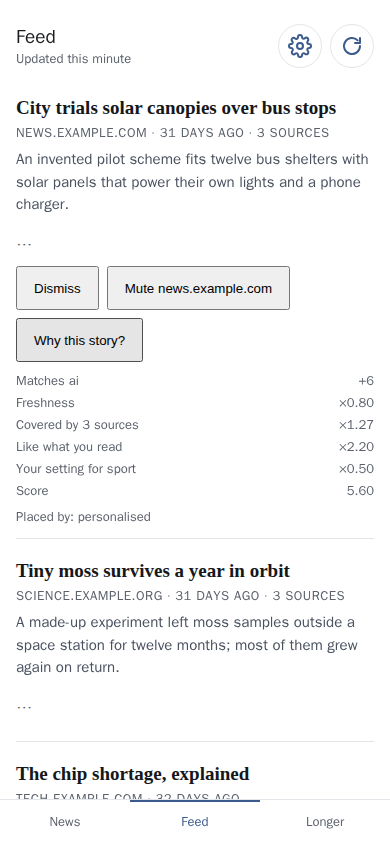 Feed
Updated this minute
City trials solar canopies over bus stops
NEWS.EXAMPLE.COM · 31 DAYS AGO · 3 SOURCES
An invented pilot scheme fits twelve bus shelters with
solar panels that power their own lights and a phone
charger.
...
Dismiss
Mute news.example.com
Why this story?
Matches ai +6
Freshness ×0.80
Covered by 3 sources ×1.27
Like what you read ×2.20
Your setting for sport ×0.50
Score 5.60
Placed by: personalised
Tiny moss survives a year in orbit
SCIENCE.EXAMPLE.ORG · 31 DAYS AGO · 3 SOURCES
A made-up experiment left moss samples outside a
space station for twelve months; most of them grew
again on return.
...
The chip shortage, explained
TECH.EXAMPLE.COM · 32 DAYS AGO
News
Feed
Longer